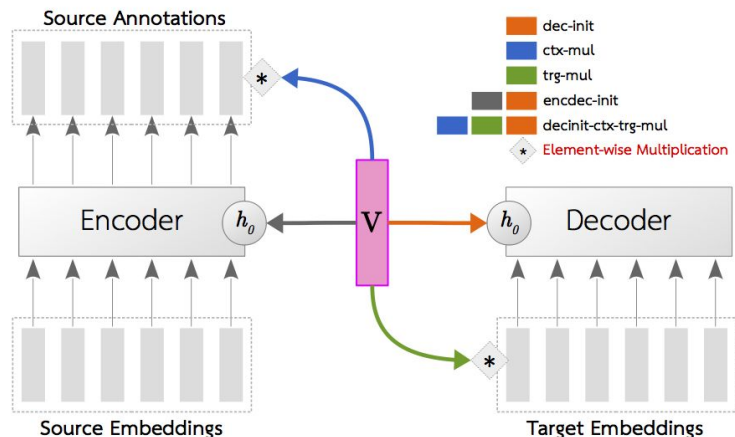 Source Annotations
dec-init
ctx-mul
trg-mul
encdec-init
decinit-ctx-trg-mul
* Element-wise Multiplication
*
Encoder
h₀
V
h₀
Decoder
*
Source Embeddings
Target Embeddings